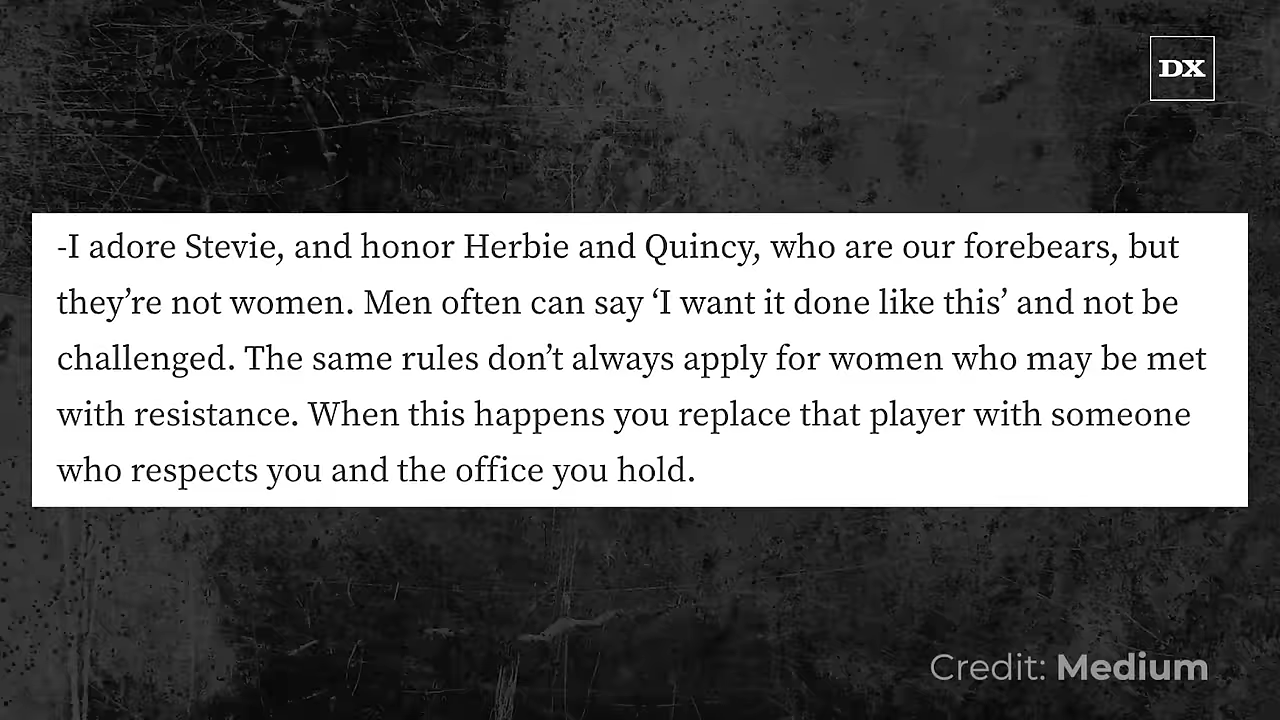 DX
-I adore Stevie, and honor Herbie and Quincy, who are our forebears, but
they’re not women. Men often can say ‘I want it done like this’ and not be
challenged. The same rules don’t always apply for women who may be met
with resistance. When this happens you replace that player with someone
who respects you and the office you hold.
Credit: Medium